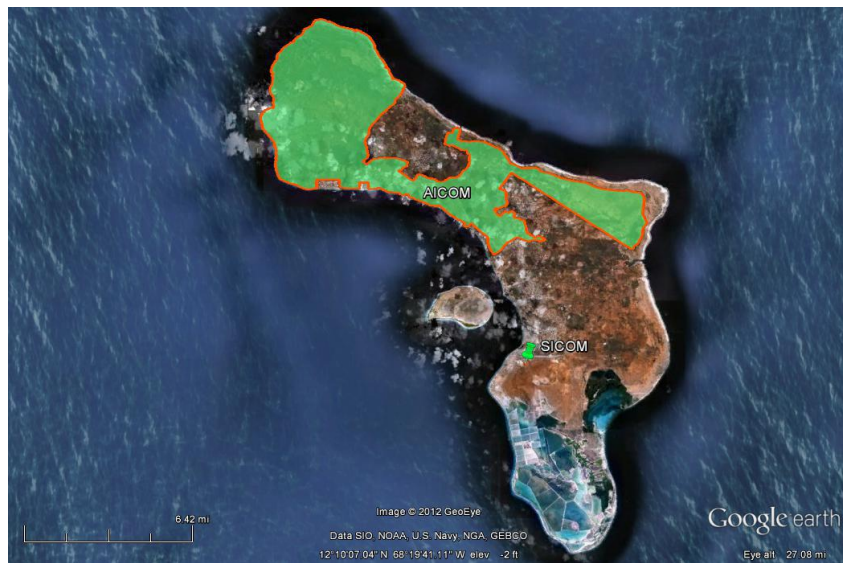 AICOM
SICOM
6.42 mi
Image © 2012 GeoEye
Data SIO, NOAA, U.S. Navy, NGA, GEBCO
12°10'07.04" N 68°19'41.11" W elev -2 ft
Google earth
Eye alt 27.08 mi